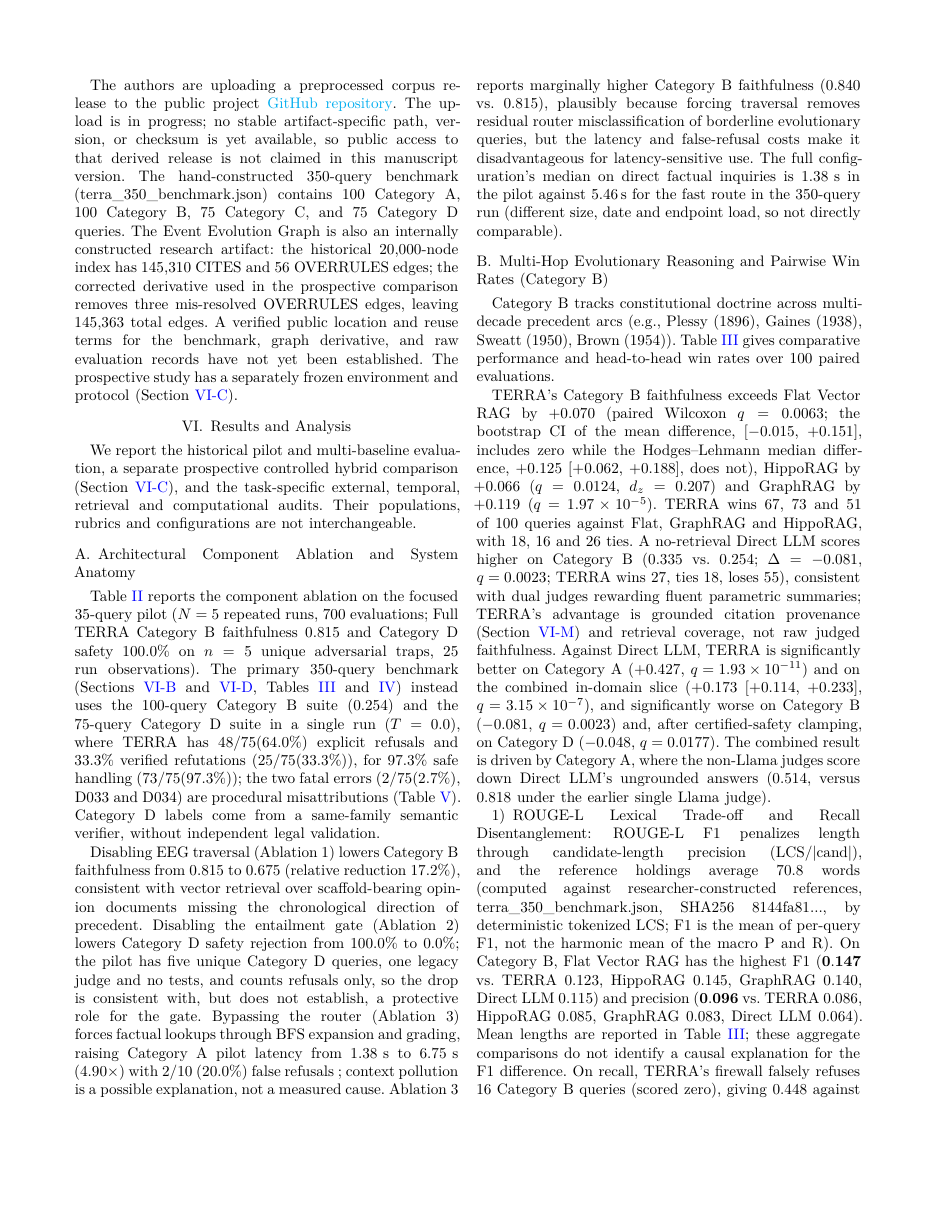 The authors are uploading a preprocessed corpus re-
lease to the public project GitHub repository. The up-
load is in progress; no stable artifact-specific path, ver-
sion, or checksum is yet available, so public access to
that derived release is not claimed in this manuscript
version. The hand-constructed 350-query benchmark
(terra_350_benchmark.json) contains 100 Category A,
100 Category B, 75 Category C, and 75 Category D
queries. The Event Evolution Graph is also an internally
constructed research artifact: the historical 20,000-node
index has 145,310 CITES and 56 OVERRULES edges; the
corrected derivative used in the prospective comparison
removes three mis-resolved OVERRULES edges, leaving
145,363 total edges. A verified public location and reuse
terms for the benchmark, graph derivative, and raw
evaluation records have not yet been established. The
prospective study has a separately frozen environment and
protocol (Section VI-C).
VI. Results and Analysis
We report the historical pilot and multi-baseline evalua-
tion, a separate prospective controlled hybrid comparison
(Section VI-C), and the task-specific external, temporal,
retrieval and computational audits. Their populations,
rubrics and configurations are not interchangeable.
A. Architectural Component Ablation and System
Anatomy
Table II reports the component ablation on the focused
35-query pilot (N = 5 repeated runs, 700 evaluations; Full
TERRA Category B faithfulness 0.815 and Category D
safety 100.0% on n = 5 unique adversarial traps, 25
run observations). The primary 350-query benchmark
(Sections VI-B and VI-D, Tables III and IV) instead
uses the 100-query Category B suite (0.254) and the
75-query Category D suite in a single run (T = 0.0),
where TERRA has 48/75(64.0%) explicit refusals and
33.3% verified refutations (25/75(33.3%)), for 97.3% safe
handling (73/75(97.3%)); the two fatal errors (2/75(2.7%),
D033 and D034) are procedural misattributions (Table V).
Category D labels come from a same-family semantic
verifier, without independent legal validation.
Disabling EEG traversal (Ablation 1) lowers Category B
faithfulness from 0.815 to 0.675 (relative reduction 17.2%),
consistent with vector retrieval over scaffold-bearing opin-
ion documents missing the chronological direction of
precedent. Disabling the entailment gate (Ablation 2)
lowers Category D safety rejection from 100.0% to 0.0%;
the pilot has five unique Category D queries, one legacy
judge and no tests, and counts refusals only, so the drop
is consistent with, but does not establish, a protective
role for the gate. Bypassing the router (Ablation 3)
forces factual lookups through BFS expansion and grading,
raising Category A pilot latency from 1.38 s to 6.75 s
(4.90×) with 2/10 (20.0%) false refusals ; context pollution
is a possible explanation, not a measured cause. Ablation 3
reports marginally higher Category B faithfulness (0.840
vs. 0.815), plausibly because forcing traversal removes
residual router misclassification of borderline evolutionary
queries, but the latency and false-refusal costs make it
disadvantageous for latency-sensitive use. The full config-
uration's median on direct factual inquiries is 1.38 s in
the pilot against 5.46 s for the fast route in the 350-query
run (different size, date and endpoint load, so not directly
comparable).
B. Multi-Hop Evolutionary Reasoning and Pairwise Win
Rates (Category B)
Category B tracks constitutional doctrine across multi-
decade precedent arcs (e.g., Plessy (1896), Gaines (1938),
Sweatt (1950), Brown (1954)). Table III gives comparative
performance and head-to-head win rates over 100 paired
evaluations.
TERRA's Category B faithfulness exceeds Flat Vector
RAG by +0.070 (paired Wilcoxon q = 0.0063; the
bootstrap CI of the mean difference, [−0.015, +0.151],
includes zero while the Hodges–Lehmann median differ-
ence, +0.125 [+0.062, +0.188], does not), HippoRAG by
+0.066 (q = 0.0124, d_z = 0.207) and GraphRAG by
+0.119 (q = 1.97 × 10⁻⁵). TERRA wins 67, 73 and 51
of 100 queries against Flat, GraphRAG and HippoRAG,
with 18, 16 and 26 ties. A no-retrieval Direct LLM scores
higher on Category B (0.335 vs. 0.254; Δ = −0.081,
q = 0.0023; TERRA wins 27, ties 18, loses 55), consistent
with dual judges rewarding fluent parametric summaries;
TERRA's advantage is grounded citation provenance
(Section VI-M) and retrieval coverage, not raw judged
faithfulness. Against Direct LLM, TERRA is significantly
better on Category A (+0.427, q = 1.93 × 10⁻¹¹) and on
the combined in-domain slice (+0.173 [+0.114, +0.233],
q = 3.15 × 10⁻⁷), and significantly worse on Category B
(−0.081, q = 0.0023) and, after certified-safety clamping,
on Category D (−0.048, q = 0.0177). The combined result
is driven by Category A, where the non-Llama judges score
down Direct LLM's ungrounded answers (0.514, versus
0.818 under the earlier single Llama judge).
1) ROUGE-L Lexical Trade-off and Recall
Disentanglement: ROUGE-L F1 penalizes length
through candidate-length precision (LCS/|cand|),
and the reference holdings average 70.8 words
(computed against researcher-constructed references,
terra_350_benchmark.json, SHA256 8144fa81..., by
deterministic tokenized LCS; F1 is the mean of per-query
F1, not the harmonic mean of the macro P and R). On
Category B, Flat Vector RAG has the highest F1 (0.147
vs. TERRA 0.123, HippoRAG 0.145, GraphRAG 0.140,
Direct LLM 0.115) and precision (0.096 vs. TERRA 0.086,
HippoRAG 0.085, GraphRAG 0.083, Direct LLM 0.064).
Mean lengths are reported in Table III; these aggregate
comparisons do not identify a causal explanation for the
F1 difference. On recall, TERRA's firewall falsely refuses
16 Category B queries (scored zero), giving 0.448 against